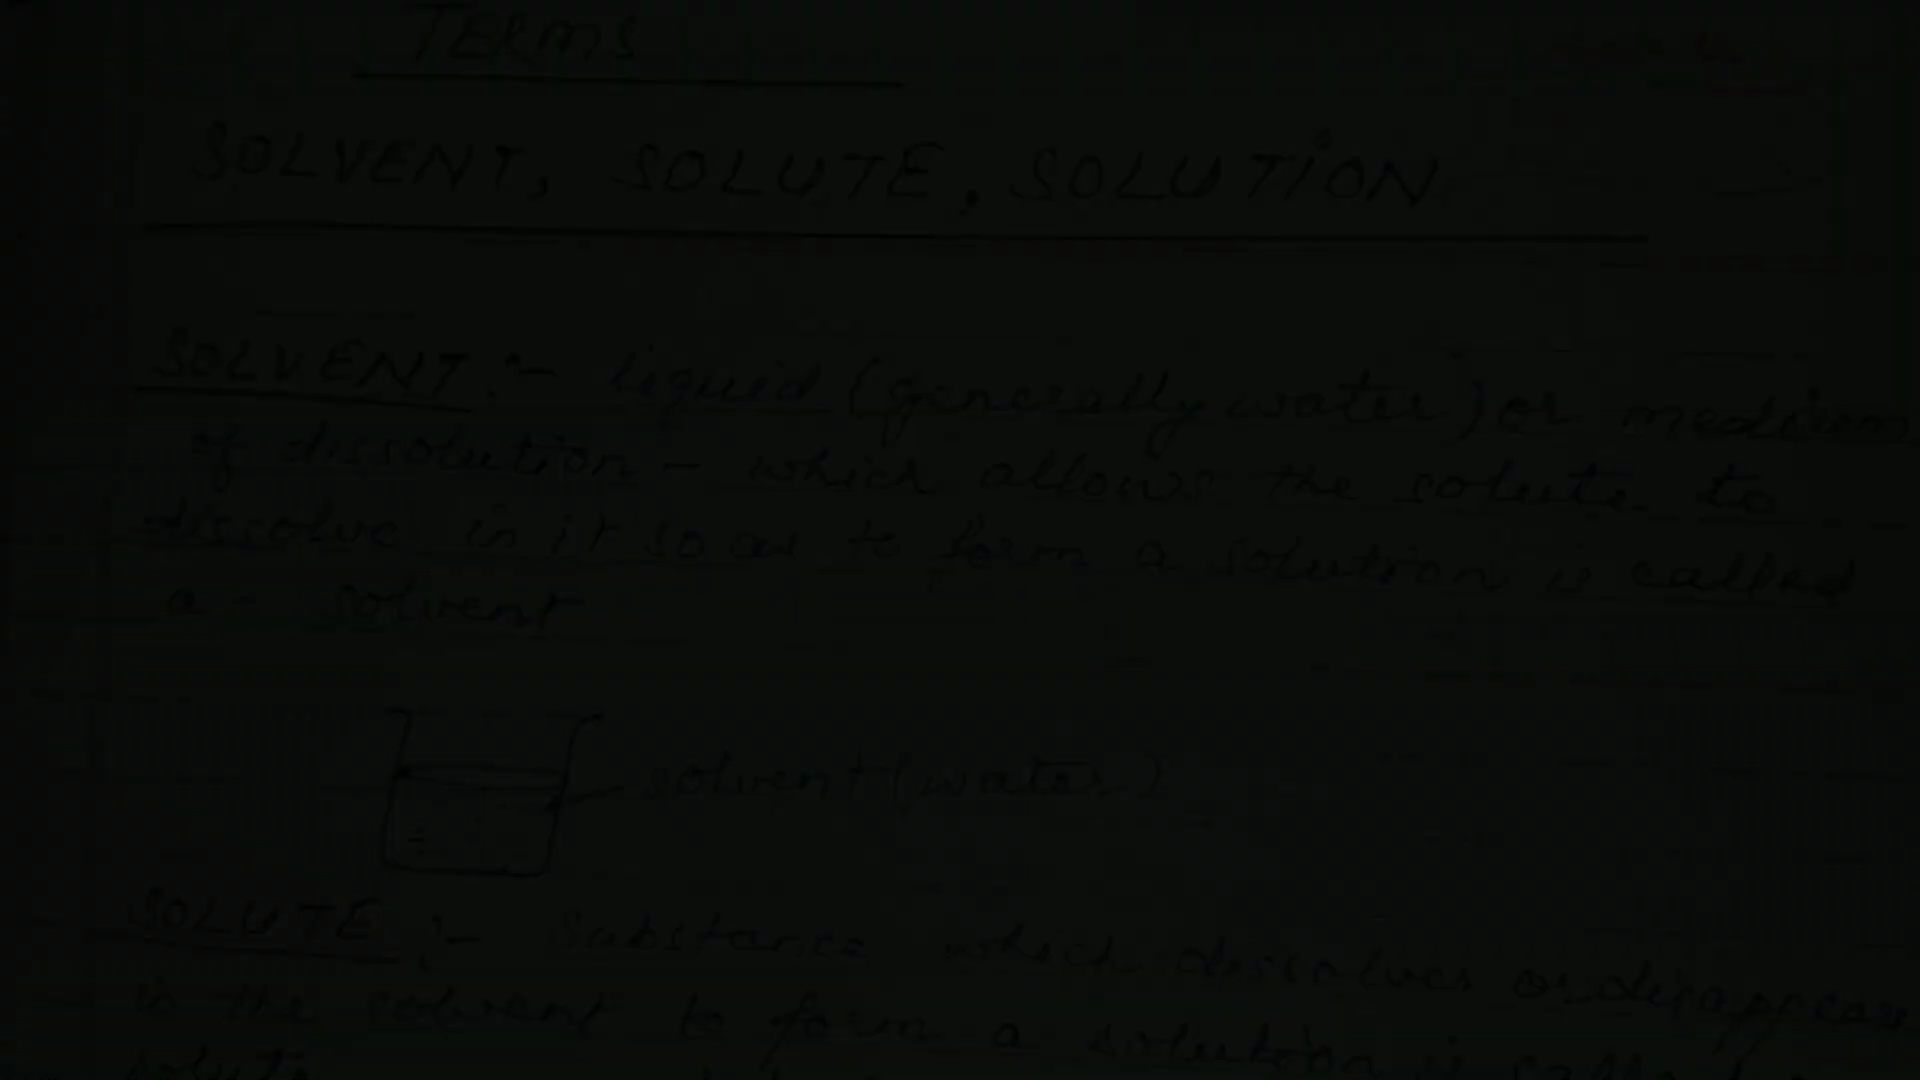 TERMS
SOLVENT, SOLUTE, SOLUTION
SOLVENT :- liquid (generally water) or medium
of dissolution - which allows the solute to
dissolve in it so as to form a solution is called
a - solvent
solvent (water)
SOLUTE :- Substance which dissolves or disappears
in the solvent to form a solution is called
solute